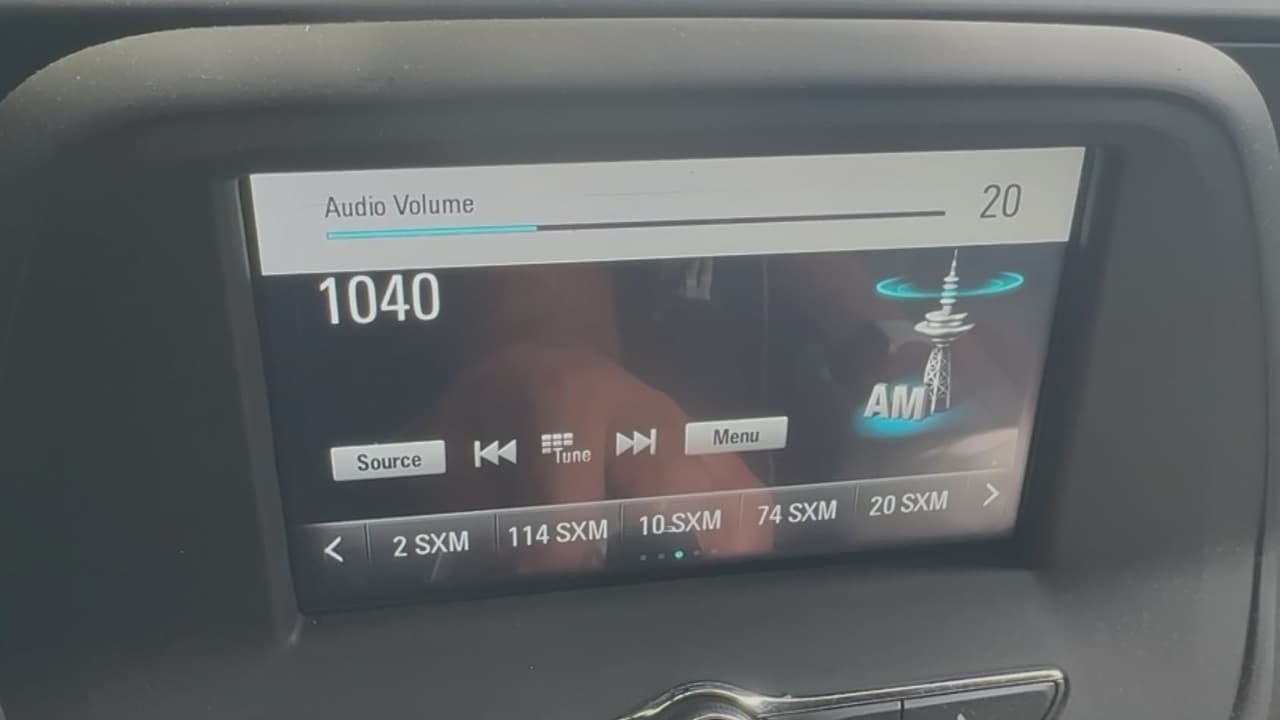 Audio Volume 20
1040
AM
Source Tune Menu
2 SXM 114 SXM 10 SXM 74 SXM 20 SXM